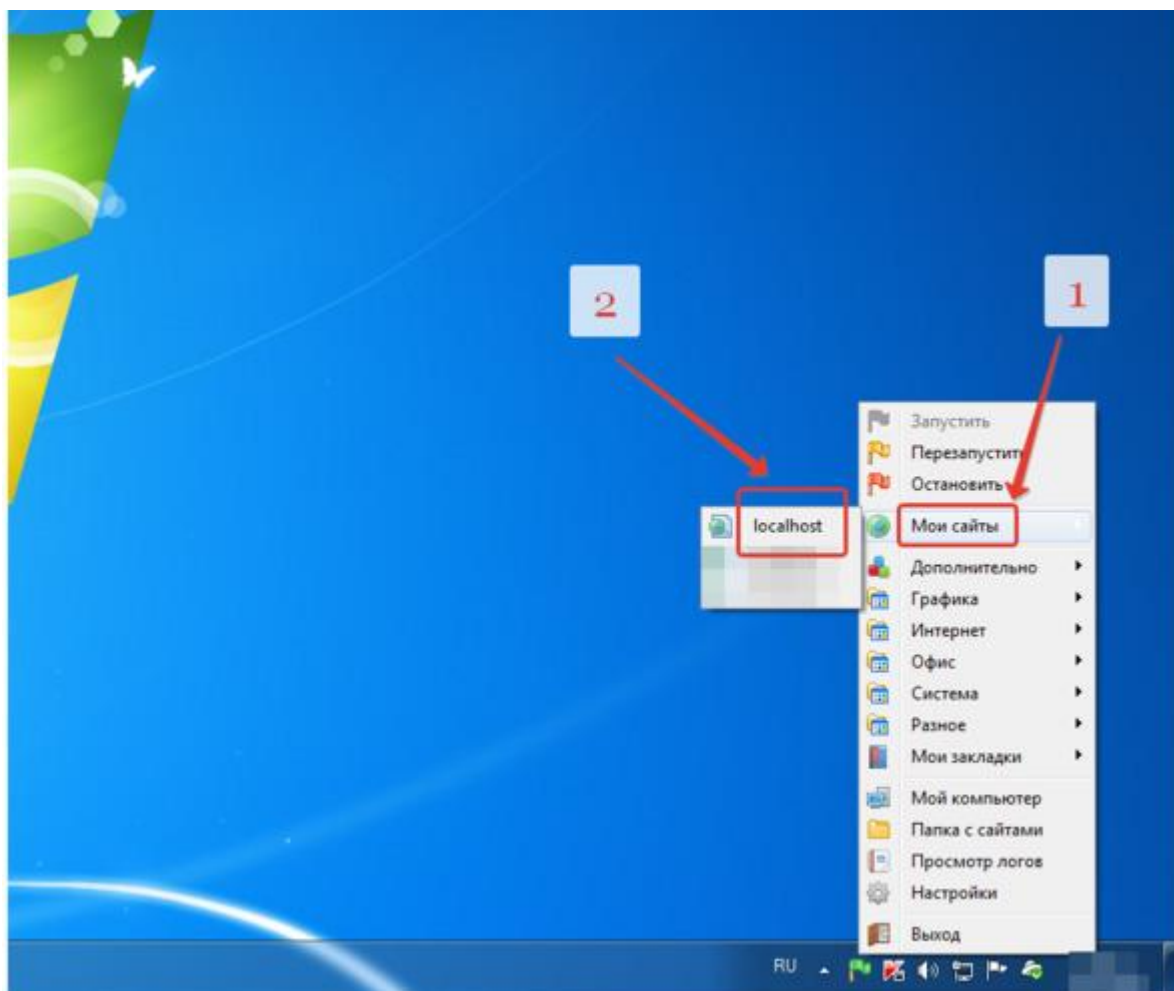 2
1
Запустить
Перезапустить
Остановить
localhost
Мои сайты
Дополнительно
Графика
Интернет
Офис
Система
Разное
Мои закладки
Мой компьютер
Папка с сайтами
Просмотр логов
Настройки
Выход
RU